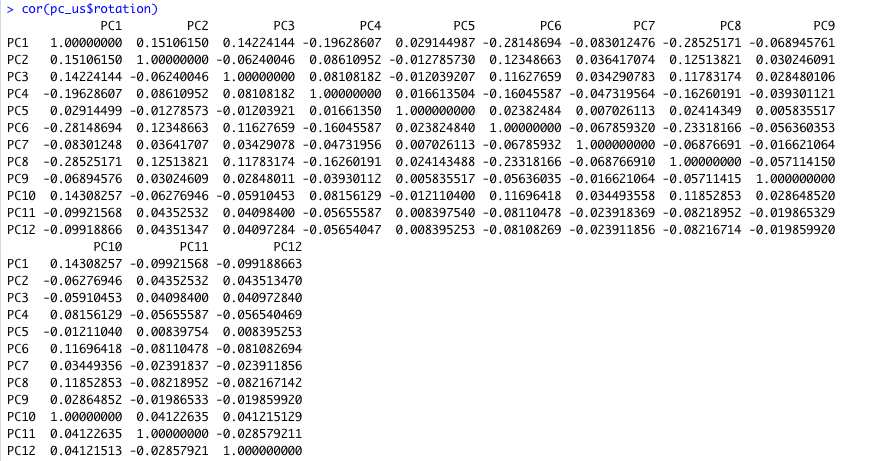 > cor(pc_us$rotation)
PC1 PC2 PC3 PC4 PC5 PC6 PC7 PC8 PC9
PC1 1.00000000 0.15106150 0.14224144 -0.19628607 0.029144987 -0.28148694 -0.083012476 -0.28525171 -0.068945761
PC2 0.15106150 1.00000000 -0.06240046 0.08610952 -0.012785730 0.12348663 0.036417074 0.12513821 0.030246091
PC3 0.14224144 -0.06240046 1.00000000 0.08108182 -0.012039207 0.11627659 0.034290783 0.11783174 0.028480106
PC4 -0.19628607 0.08610952 0.08108182 1.00000000 0.016613504 -0.16045587 -0.047319564 -0.16260191 -0.039301121
PC5 0.02914499 -0.01278573 -0.01203921 0.01661350 1.000000000 0.02382484 0.007026113 0.02414349 0.005835517
PC6 -0.28148694 0.12348663 0.11627659 -0.16045587 0.023824840 1.00000000 -0.067859320 -0.23318166 -0.056360353
PC7 -0.08301248 0.03641707 0.03429078 -0.04731956 0.007026113 -0.06785932 1.000000000 -0.06876691 -0.016621064
PC8 -0.28525171 0.12513821 0.11783174 -0.16260191 0.024143488 -0.23318166 -0.068766910 1.00000000 -0.057114150
PC9 -0.06894576 0.03024609 0.02848011 -0.03930112 0.005835517 -0.05636035 -0.016621064 -0.05711415 1.000000000
PC10 0.14308257 -0.06276946 -0.05910453 0.08156129 -0.012110400 0.11696418 0.034493558 0.11852853 0.028648520
PC11 -0.09921568 0.04352532 0.04098400 -0.05655587 0.008397540 -0.08110478 -0.023918369 -0.08218952 -0.019865329
PC12 -0.09918866 0.04351347 0.04097284 -0.05654047 0.008395253 -0.08108269 -0.023911856 -0.08216714 -0.019859920
PC10 PC11 PC12
PC1 0.14308257 -0.09921568 -0.099188663
PC2 -0.06276946 0.04352532 0.043513470
PC3 -0.05910453 0.04098400 0.040972840
PC4 0.08156129 -0.05655587 -0.056540469
PC5 -0.01211040 0.00839754 0.008395253
PC6 0.11696418 -0.08110478 -0.081082694
PC7 0.03449356 -0.02391837 -0.023911856
PC8 0.11852853 -0.08218952 -0.082167142
PC9 0.02864852 -0.01986533 -0.019859920
PC10 1.00000000 0.04122635 0.041215129
PC11 0.04122635 1.00000000 -0.028579211
PC12 0.04121513 -0.02857921 1.000000000